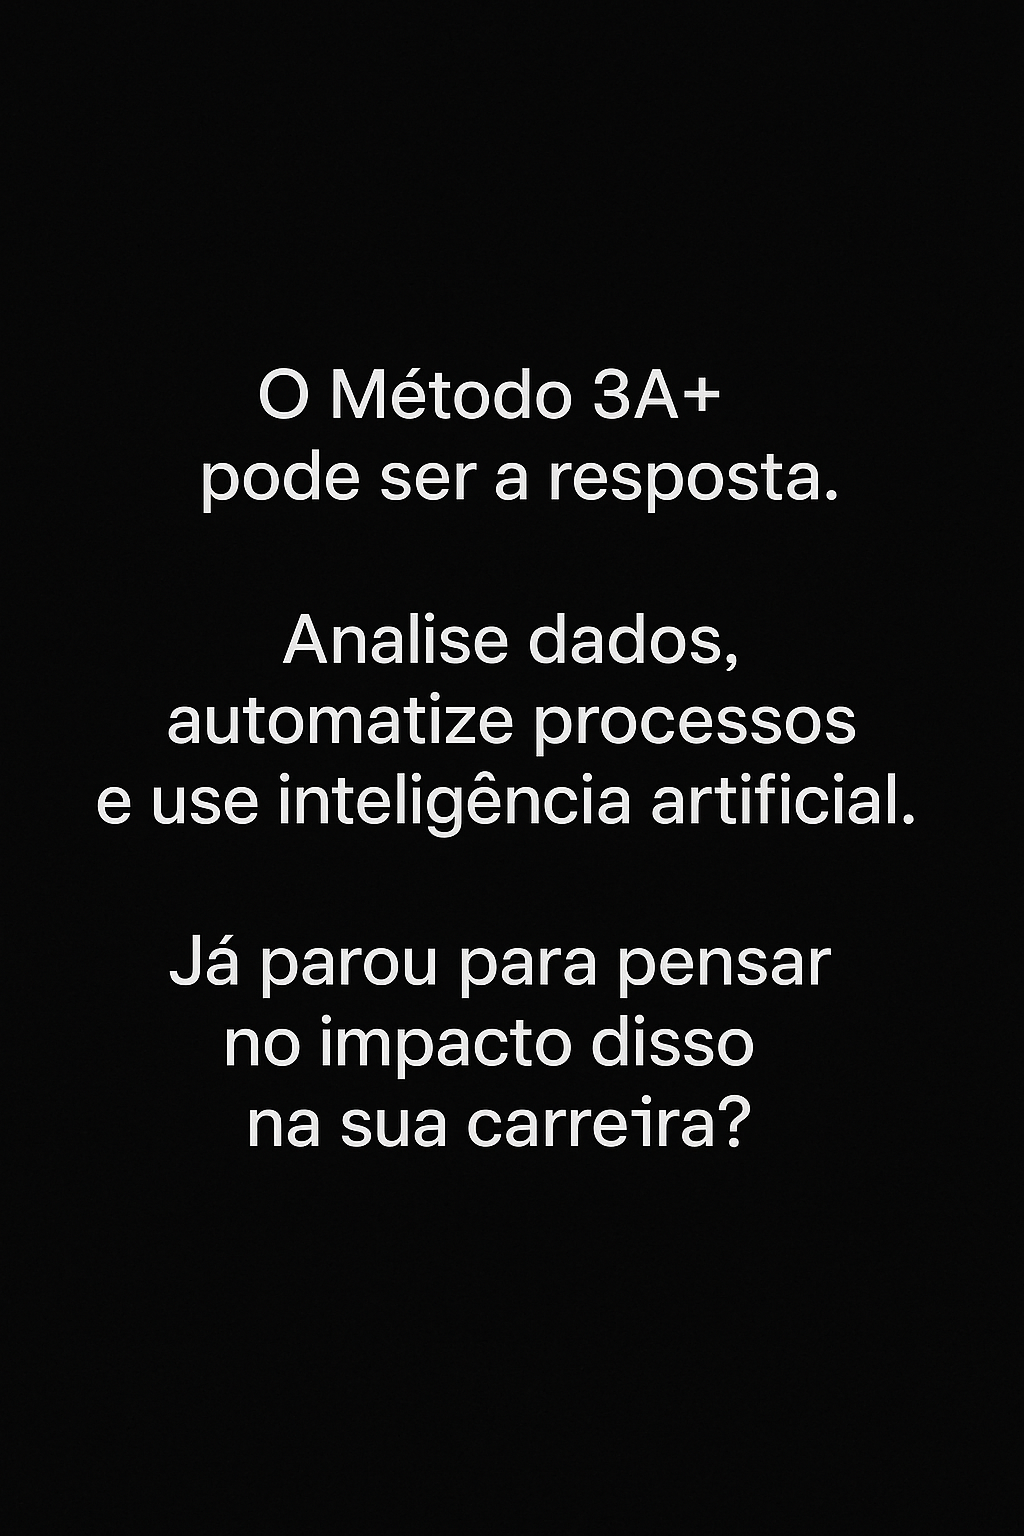 O Método 3A+
pode ser a resposta.
Analise dados,
automatize processos
e use inteligência artificial.
Já parou para pensar
no impacto disso
na sua carreira?